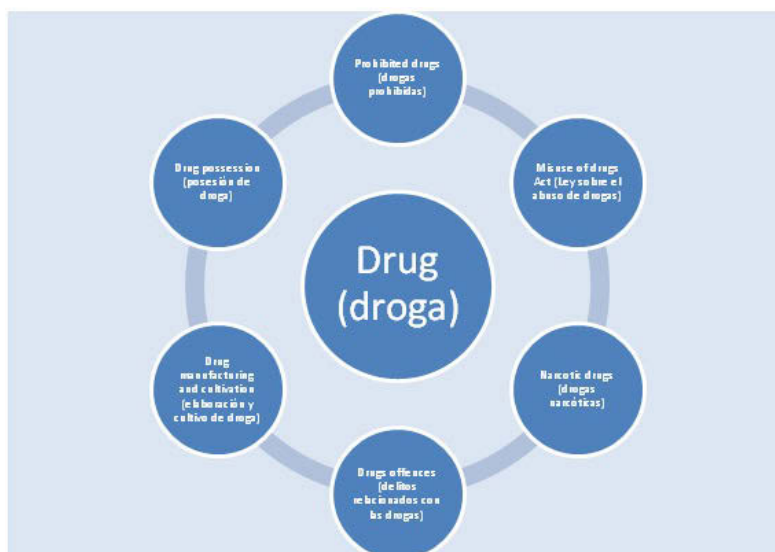 Prohibited drugs
(drogas
prohibidas)
Misuse of drugs
Act (Ley sobre el
abuso de drogas)
Narcotic drugs
(drogas
narcóticas)
Drugs offences
(delitos
relacionados con
las drogas)
Drug
manufacturing
and cultivation
(elaboración y
cultivo de droga)
Drug possession
(posesión de
droga)
Drug
(droga)